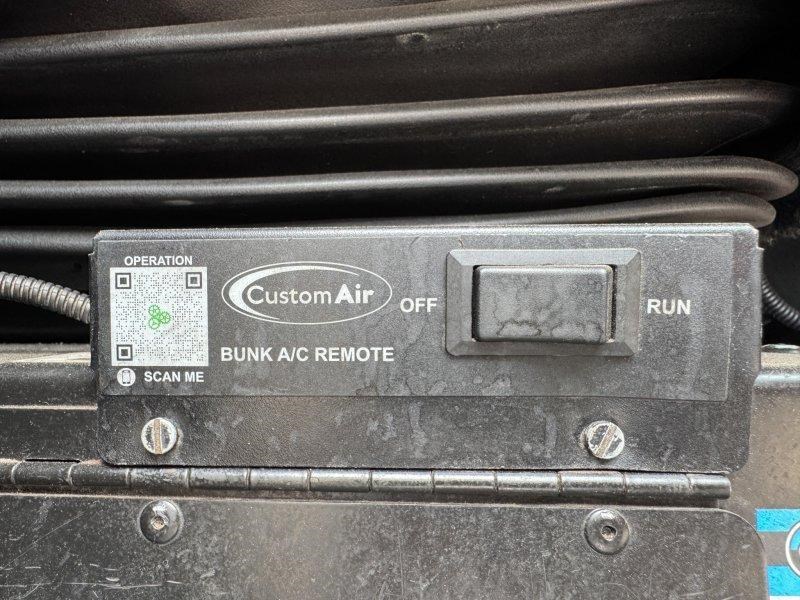 OPERATION
Custom Air
OFF
RUN
BUNK A/C REMOTE
SCAN ME